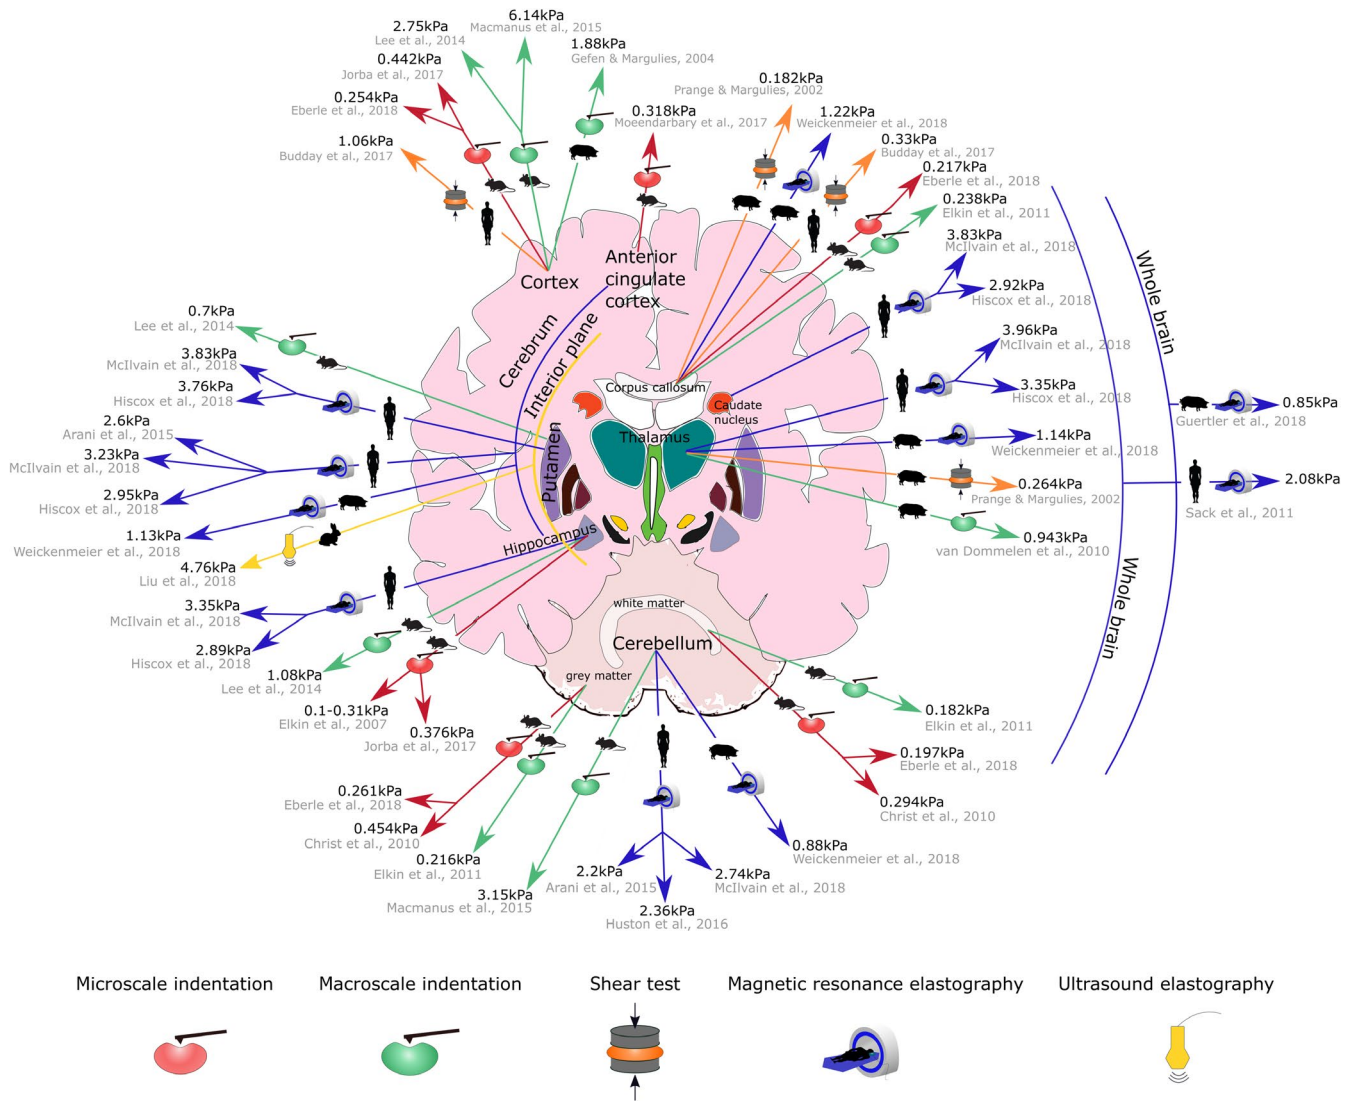 6.14kPa
Macmanus et al., 2015
2.75kPa
Lee et al., 2014
1.88kPa
Gefen & Margulies, 2004
0.442kPa
Jorba et al., 2017
0.254kPa
Eberle et al., 2018
1.06kPa
Budday et al., 2017
0.318kPa
Moeendarbary et al., 2017
0.182kPa
Prange & Margulies, 2002
1.22kPa
Weickenmeier et al., 2018
0.33kPa
Budday et al., 2017
0.217kPa
Eberle et al., 2018
0.238kPa
Elkin et al., 2011
3.83kPa
McIlvain et al., 2018
2.92kPa
Hiscox et al., 2018
3.96kPa
McIlvain et al., 2018
3.35kPa
Hiscox et al., 2018
1.14kPa
Weickenmeier et al., 2018
0.264kPa
Prange & Margulies, 2002
0.943kPa
van Dommelen et al., 2010
Whole brain
Whole brain
0.85kPa
Guertler et al., 2018
2.08kPa
Sack et al., 2011
Cortex
Anterior
cingulate
cortex
Cerebrum
Interior plane
Corpus callosum
Caudate
nucleus
Thalamus
Putamen
Hippocampus
white matter
Cerebellum
grey matter
0.7kPa
Lee et al., 2014
3.83kPa
McIlvain et al., 2018
3.76kPa
Hiscox et al., 2018
2.6kPa
Arani et al., 2015
3.23kPa
McIlvain et al., 2018
2.95kPa
Hiscox et al., 2018
1.13kPa
Weickenmeier et al., 2018
4.76kPa
Liu et al., 2018
3.35kPa
McIlvain et al., 2018
2.89kPa
Hiscox et al., 2018
1.08kPa
Lee et al., 2014
0.1-0.31kPa
Elkin et al., 2007
0.376kPa
Jorba et al., 2017
0.261kPa
Eberle et al., 2018
0.454kPa
Christ et al., 2010
0.216kPa
Elkin et al., 2011
3.15kPa
Macmanus et al., 2015
2.2kPa
Arani et al., 2015
2.36kPa
Huston et al., 2016
2.74kPa
McIlvain et al., 2018
0.88kPa
Weickenmeier et al., 2018
0.294kPa
Christ et al., 2010
0.197kPa
Eberle et al., 2018
0.182kPa
Elkin et al., 2011
Microscale indentation
Macroscale indentation
Shear test
Magnetic resonance elastography
Ultrasound elastography